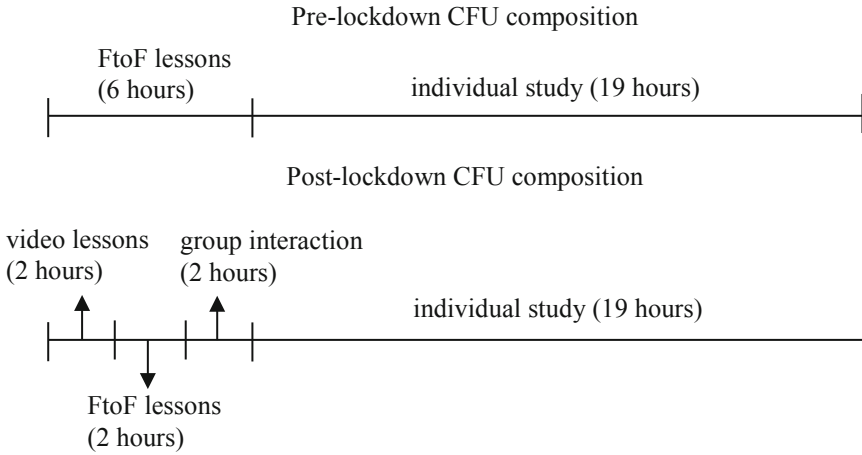 Pre-lockdown CFU composition
FtoF lessons
(6 hours)
individual study (19 hours)
Post-lockdown CFU composition
video lessons
(2 hours)
group interaction
(2 hours)
individual study (19 hours)
FtoF lessons
(2 hours)